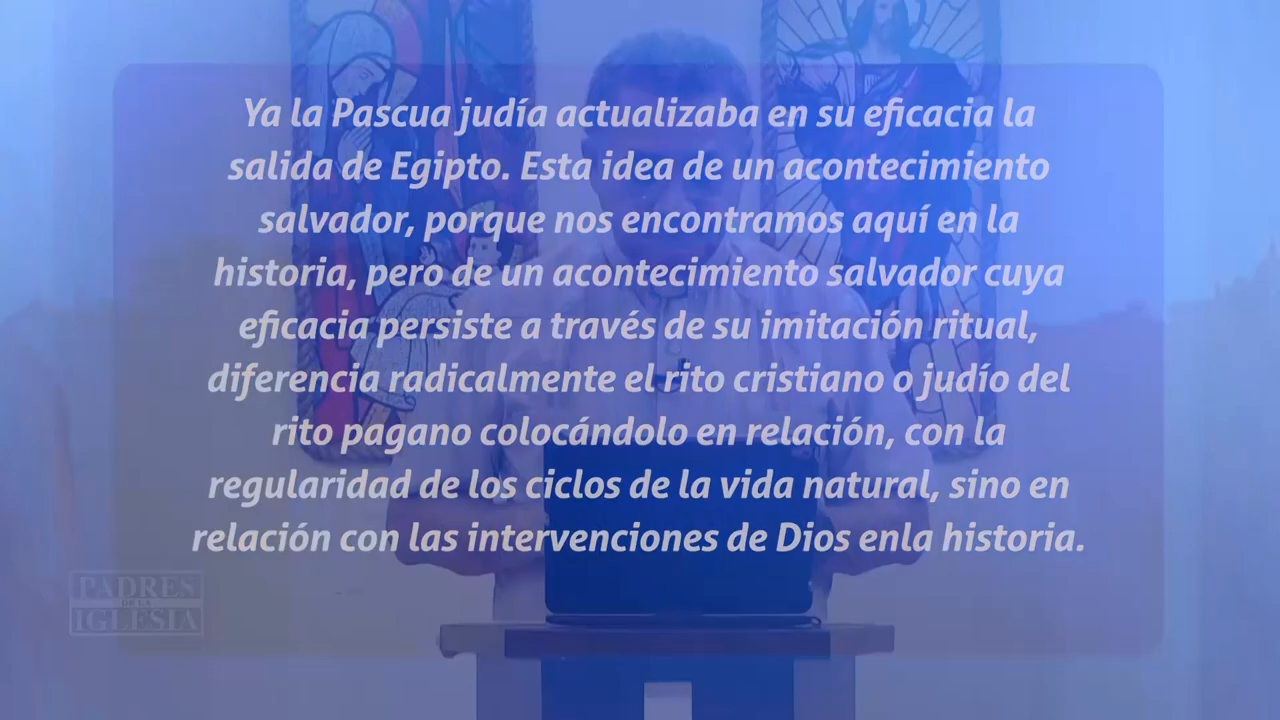 Ya la Pascua judía actualizaba en su eficacia la
salida de Egipto. Esta idea de un acontecimiento
salvador, porque nos encontramos aquí en la
historia, pero de un acontecimiento salvador cuya
eficacia persiste a través de su imitación ritual,
diferencia radicalmente el rito cristiano o judío del
rito pagano colocándolo en relación, con la
regularidad de los ciclos de la vida natural, sino en
relación con las intervenciones de Dios enla historia.
PADRES
DE LA
IGLESIA